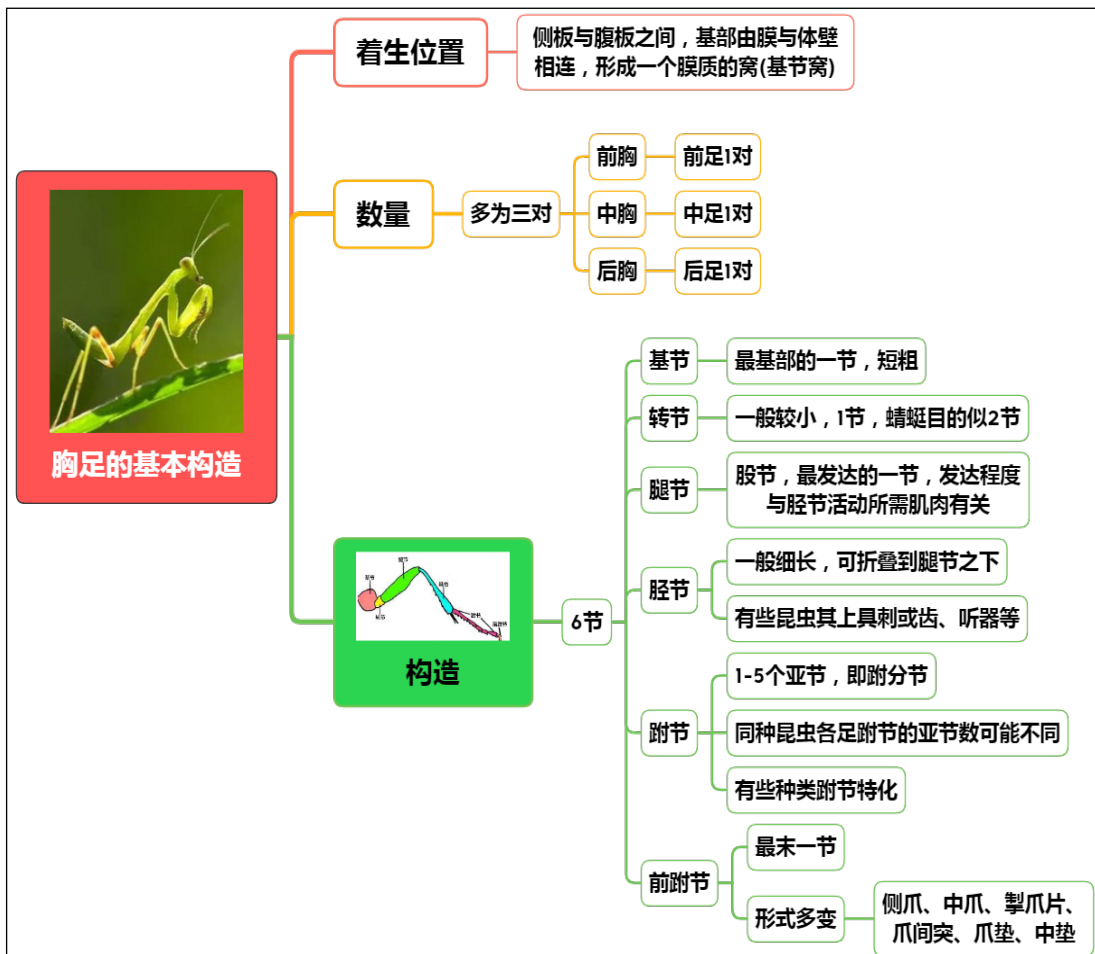 着生位置
侧板与腹板之间，基部由膜与体壁
相连，形成一个膜质的窝(基节窝)
胸足的基本构造
数量
多为三对
前胸
前足1对
中胸
中足1对
后胸
后足1对
构造
6节
基节
最基部的一节，短粗
转节
一般较小，1节，蜻蜓目的似2节
腿节
股节，最发达的一节，发达程度
与胫节活动所需肌肉有关
胫节
一般细长，可折叠到腿节之下
有些昆虫其上具刺或齿、听器等
跗节
1-5个亚节，即跗分节
同种昆虫各足跗节的亚节数可能不同
有些种类跗节特化
前跗节
最末一节
形式多变
侧爪、中爪、掣爪片、
爪间突、爪垫、中垫